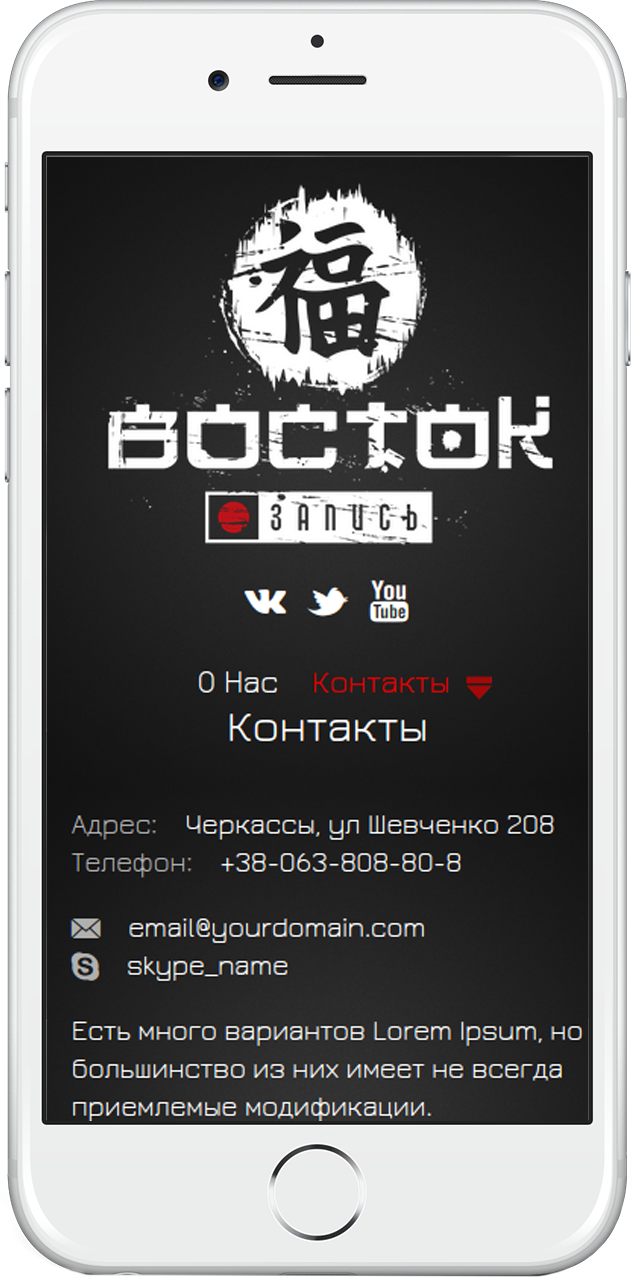 福
ВОСТОК
ЗАПИСЬ
You
Tube
О Нас Контакты
Контакты
Адрес: Черкассы, ул Шевченко 208
Телефон: +38-063-808-80-8
email@yourdomain.com
skype_name
Есть много вариантов Lorem Ipsum, но
большинство из них имеет не всегда
приемлемые модификации.